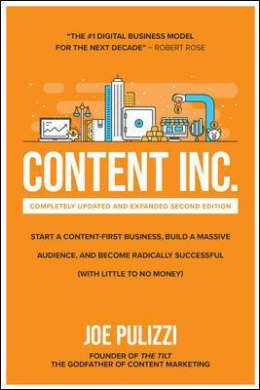 "THE #1 DIGITAL BUSINESS MODEL
FOR THE NEXT DECADE" – ROBERT ROSE
CONTENT INC.
COMPLETELY UPDATED AND EXPANDED SECOND EDITION
START A CONTENT-FIRST BUSINESS, BUILD A MASSIVE
AUDIENCE, AND BECOME RADICALLY SUCCESSFUL
(WITH LITTLE TO NO MONEY)
JOE PULIZZI
FOUNDER OF THE TILT
THE GODFATHER OF CONTENT MARKETING